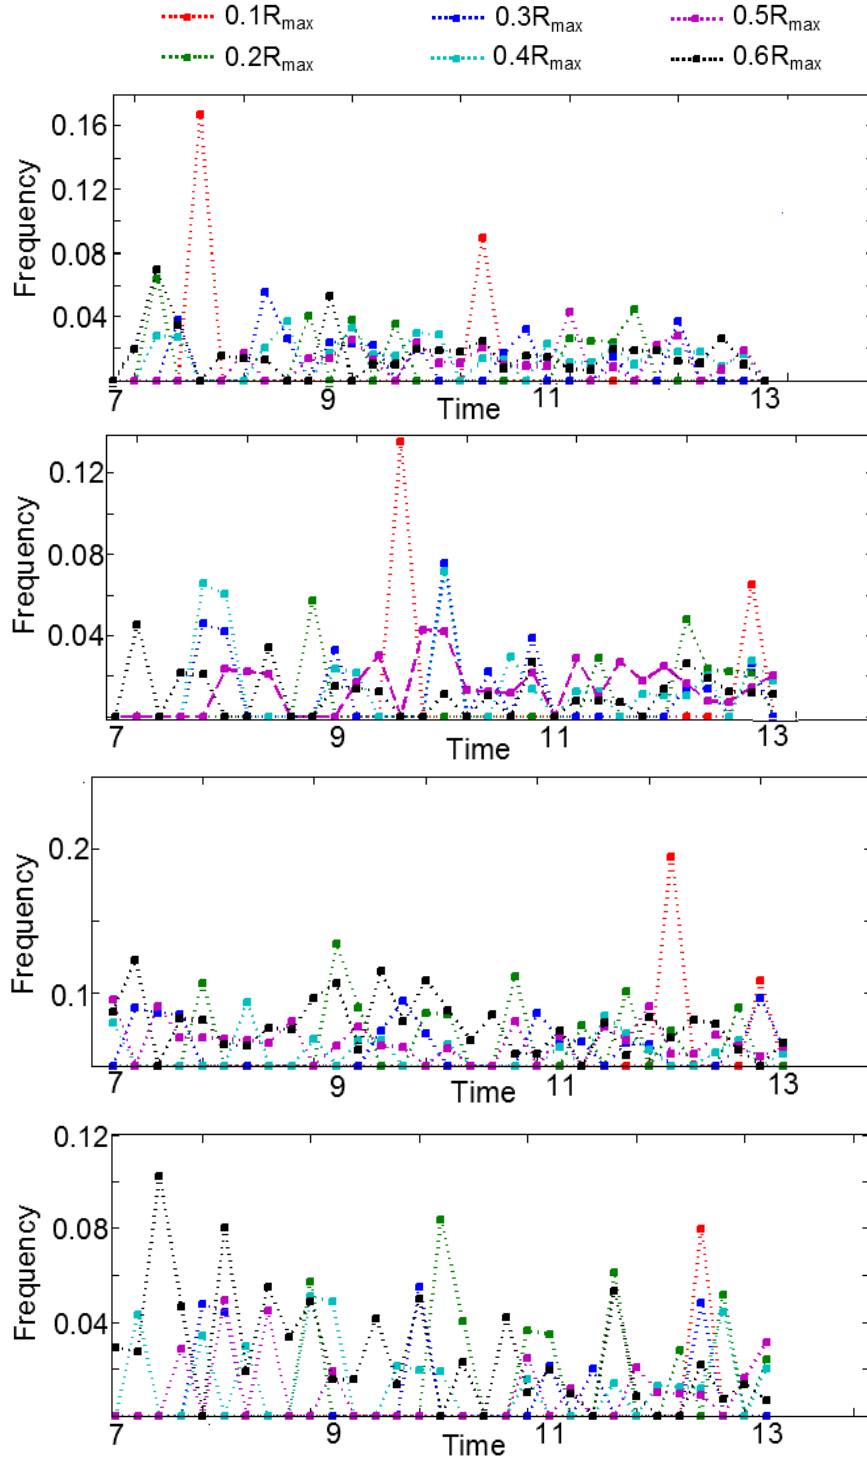 0.1Rmax 0.3Rmax 0.5Rmax
0.2Rmax 0.4Rmax 0.6Rmax
0.16
0.12
0.08
0.04
Frequency
7 9 11 13
Time
0.12
0.08
0.04
Frequency
7 9 11 13
Time
0.2
0.1
Frequency
7 9 11 13
Time
0.12
0.08
0.04
Frequency
7 9 11 13
Time